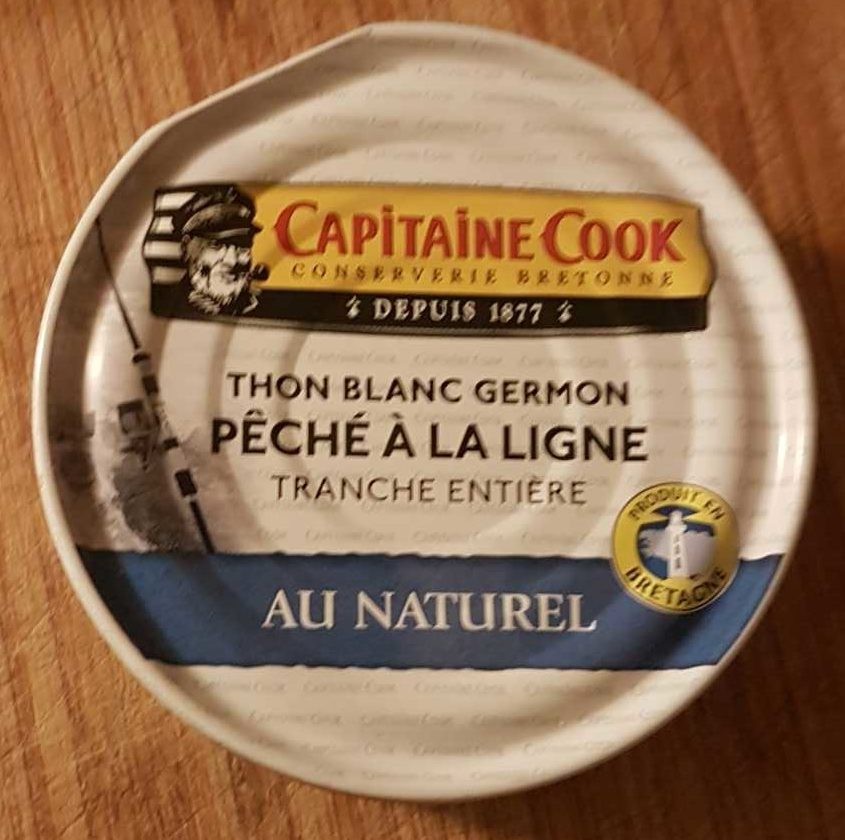 CAPiTAiNE COOK
CONSERVERIE BRETONNE
DEPUIS 1877
THON BLANC GERMON
PÊCHÉ À LA LIGNE
TRANCHE ENTIÈRE
PRODUIT EN
BRETAGNE
AU NATUREL